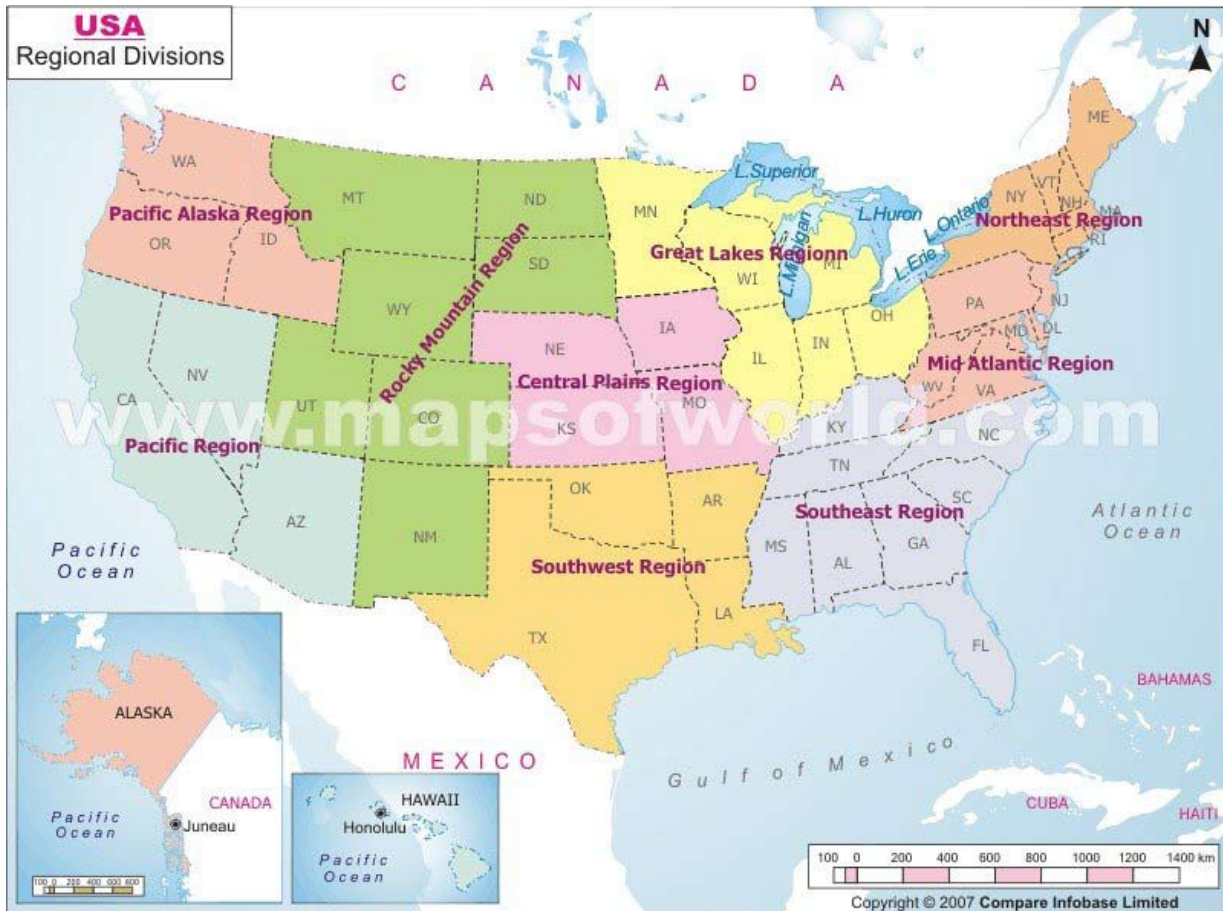 USA
Regional Divisions
N
C A N A D A
ME
WA
MT
ND
MN
L.Superior
NY
VT
NH
MA
L.Huron
L.Ontario
Pacific Alaska Region
Northeast Region
OR
ID
RI
Rocky Mountain Region
SD
Great Lakes Regionn
WI
L.Michigan
MI
L.Erie
WY
PA
NJ
OH
IA
MD
DL
NE
IN
IL
Mid Atlantic Region
NV
Central Plains Region
CA
UT
CO
MO
WV
VA
KS
KY
NC
www.mapsofworld.com
Pacific Region
TN
OK
AR
SC
AZ
Southeast Region
NM
MS
AL
GA
Atlantic
Ocean
Pacific
Ocean
Southwest Region
LA
TX
FL
BAHAMAS
ALASKA
MEXICO
Gulf of Mexico
CANADA
Pacific
Ocean
Juneau
HAWAII
Honolulu
Pacific
Ocean
CUBA
HAITI
100 0 200 400 600 800 1000 1200 1400 km
Copyright © 2007 Compare Infobase Limited